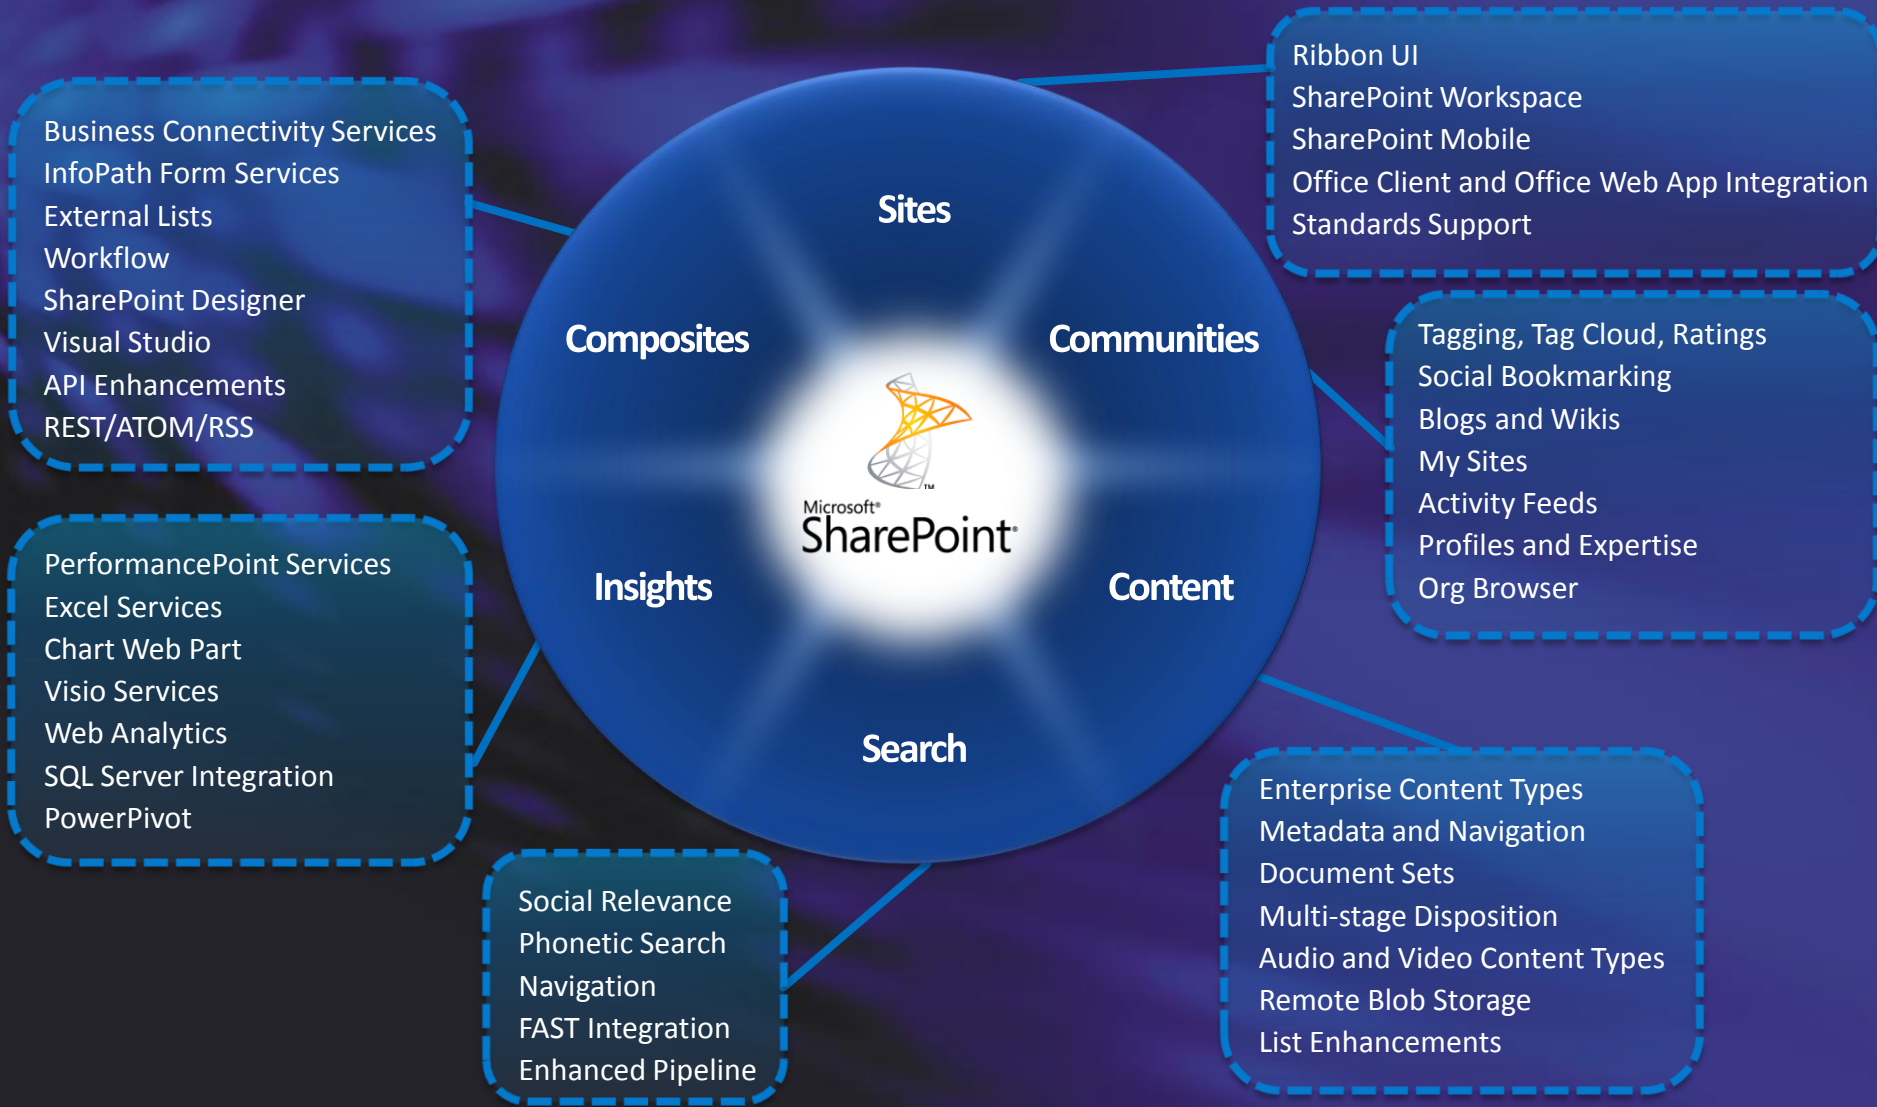 Ribbon UI
SharePoint Workspace
SharePoint Mobile
Office Client and Office Web App Integration
Standards Support
Business Connectivity Services
InfoPath Form Services
External Lists
Workflow
SharePoint Designer
Visual Studio
API Enhancements
REST/ATOM/RSS
Sites
Composites
Communities
Microsoft®
SharePoint®
™
Insights
Content
Search
Tagging, Tag Cloud, Ratings
Social Bookmarking
Blogs and Wikis
My Sites
Activity Feeds
Profiles and Expertise
Org Browser
PerformancePoint Services
Excel Services
Chart Web Part
Visio Services
Web Analytics
SQL Server Integration
PowerPivot
Social Relevance
Phonetic Search
Navigation
FAST Integration
Enhanced Pipeline
Enterprise Content Types
Metadata and Navigation
Document Sets
Multi-stage Disposition
Audio and Video Content Types
Remote Blob Storage
List Enhancements